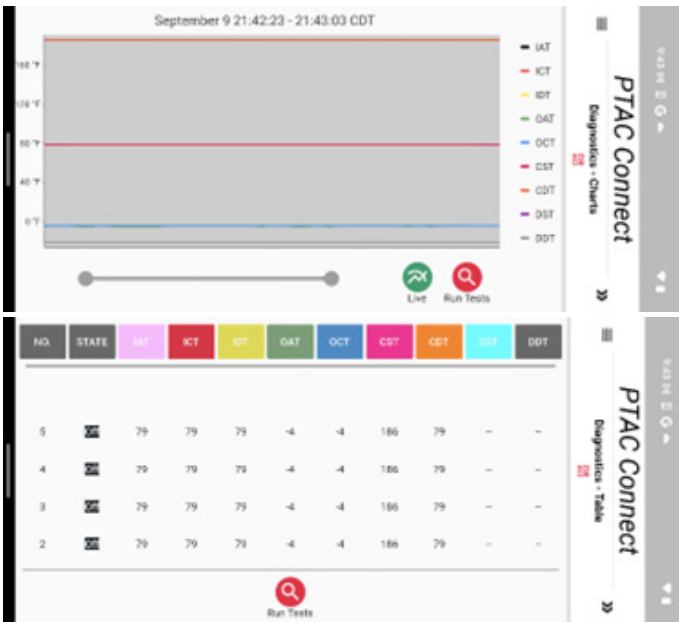 September 9 21:42:23 - 21:43:03 CDT
160 °F
120 °F
80 °F
40 °F
0 °F
IAT
ICT
IDT
OAT
OCT
CST
CDT
DST
DDT
Live
Run Tests
9:43
PTAC Connect
Diagnostics - Charts
NO. STATE IAT ICT IDT OAT OCT CST CDT DST DDT
5 79 79 79 -4 -4 186 79 -- --
4 79 79 79 -4 -4 186 79 -- --
3 79 79 79 -4 -4 186 79 -- --
2 79 79 79 -4 -4 186 79 -- --
Run Tests
9:43
PTAC Connect
Diagnostics - Table